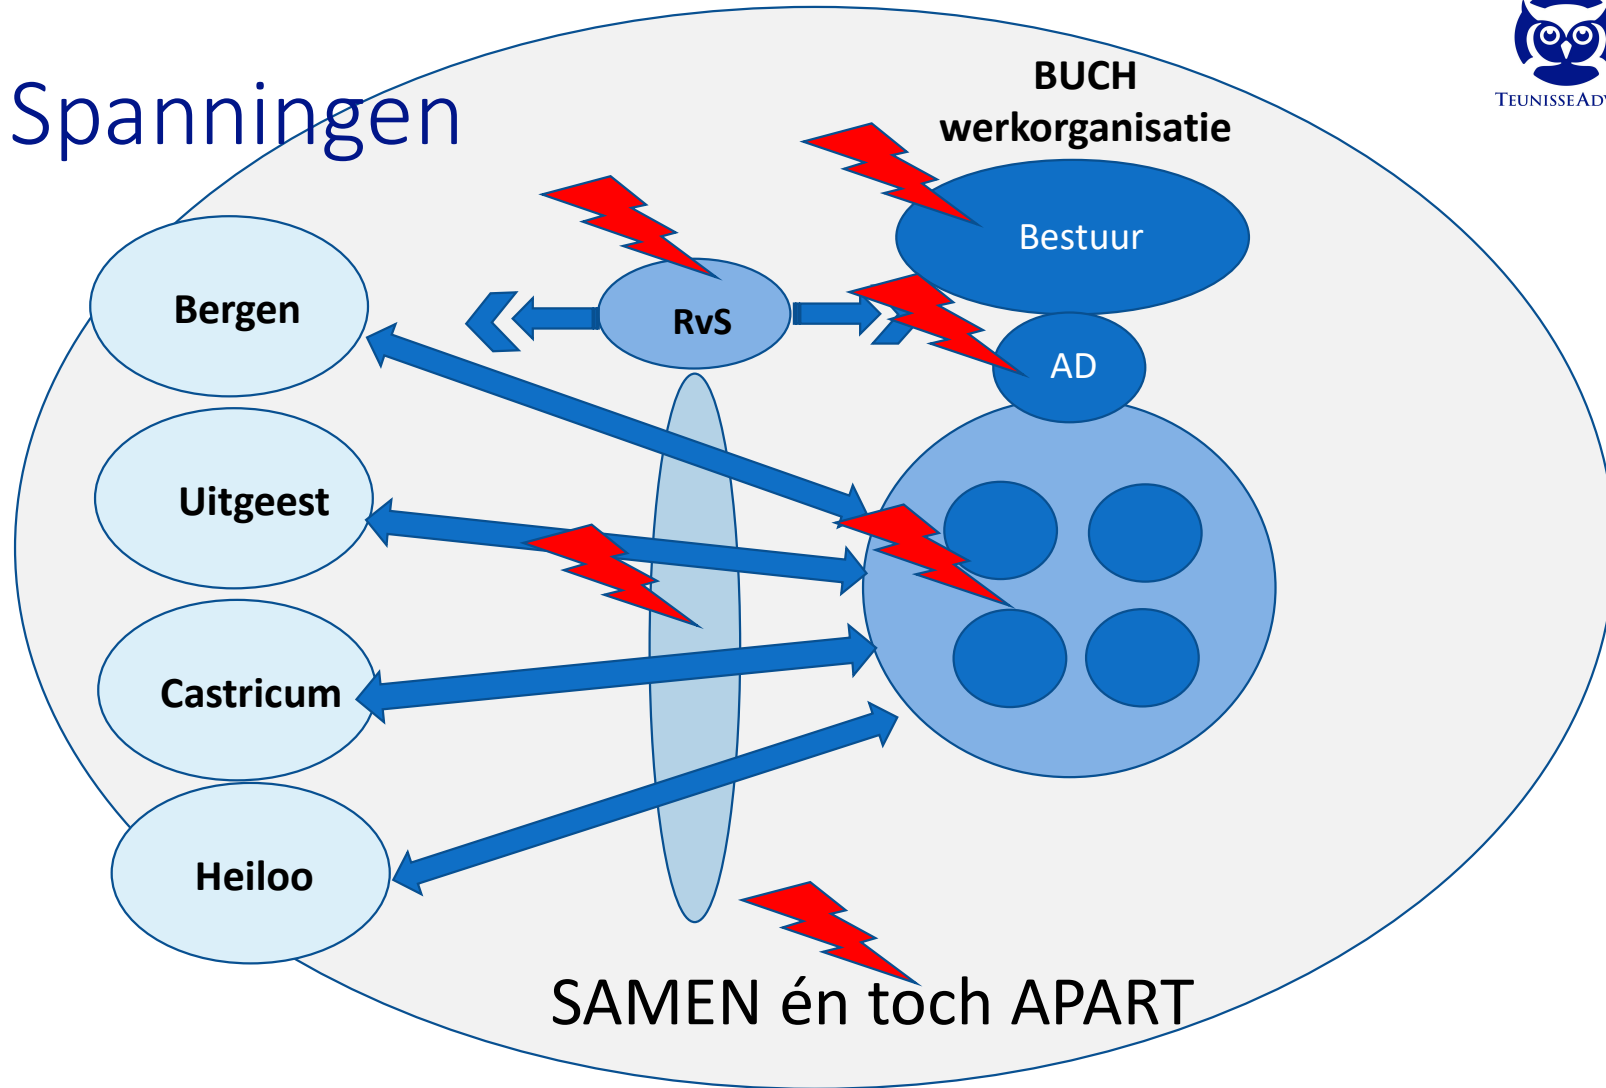 Spanningen
BUCH
werkorganisatie
Bestuur
Bergen
RvS
AD
Uitgeest
Castricum
Heiloo
SAMEN én toch APART